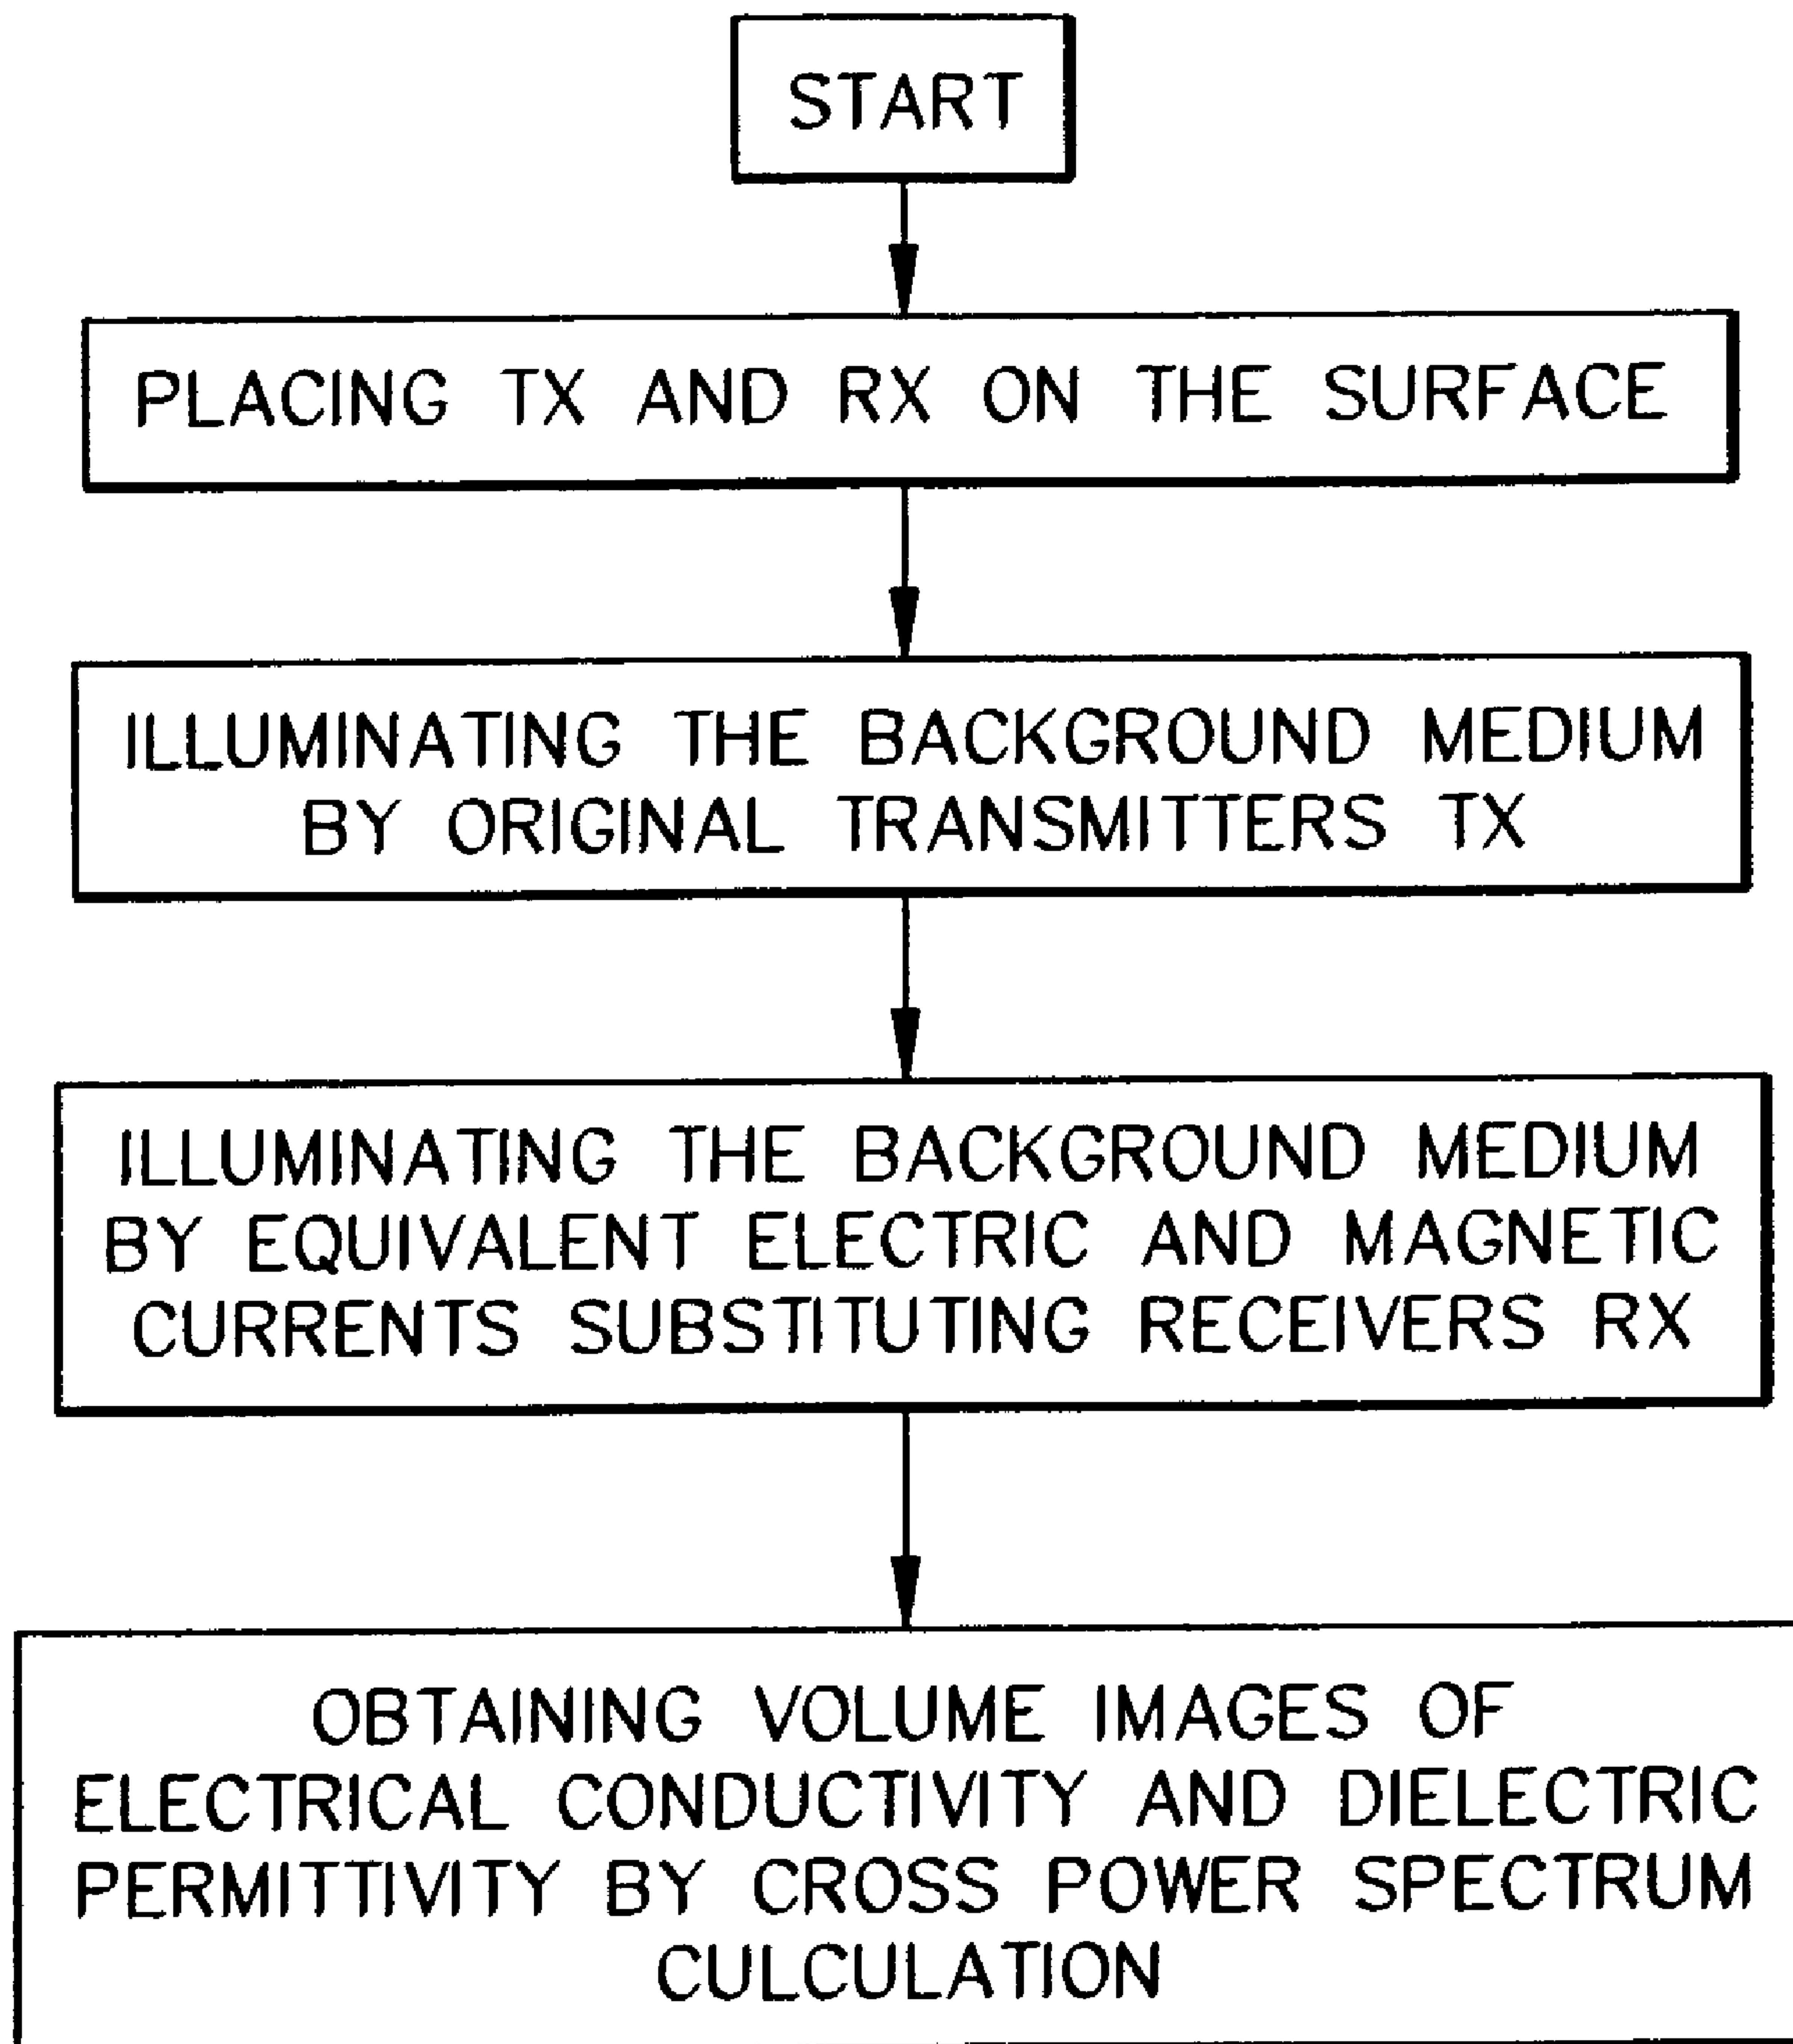 START
PLACING TX AND RX ON THE SURFACE
ILLUMINATING THE BACKGROUND MEDIUM
BY ORIGINAL TRANSMITTERS TX
ILLUMINATING THE BACKGROUND MEDIUM
BY EQUIVALENT ELECTRIC AND MAGNETIC
CURRENTS SUBSTITUTING RECEIVERS RX
OBTAINING VOLUME IMAGES OF
ELECTRICAL CONDUCTIVITY AND DIELECTRIC
PERMITTIVITY BY CROSS POWER SPECTRUM
CULCULATION